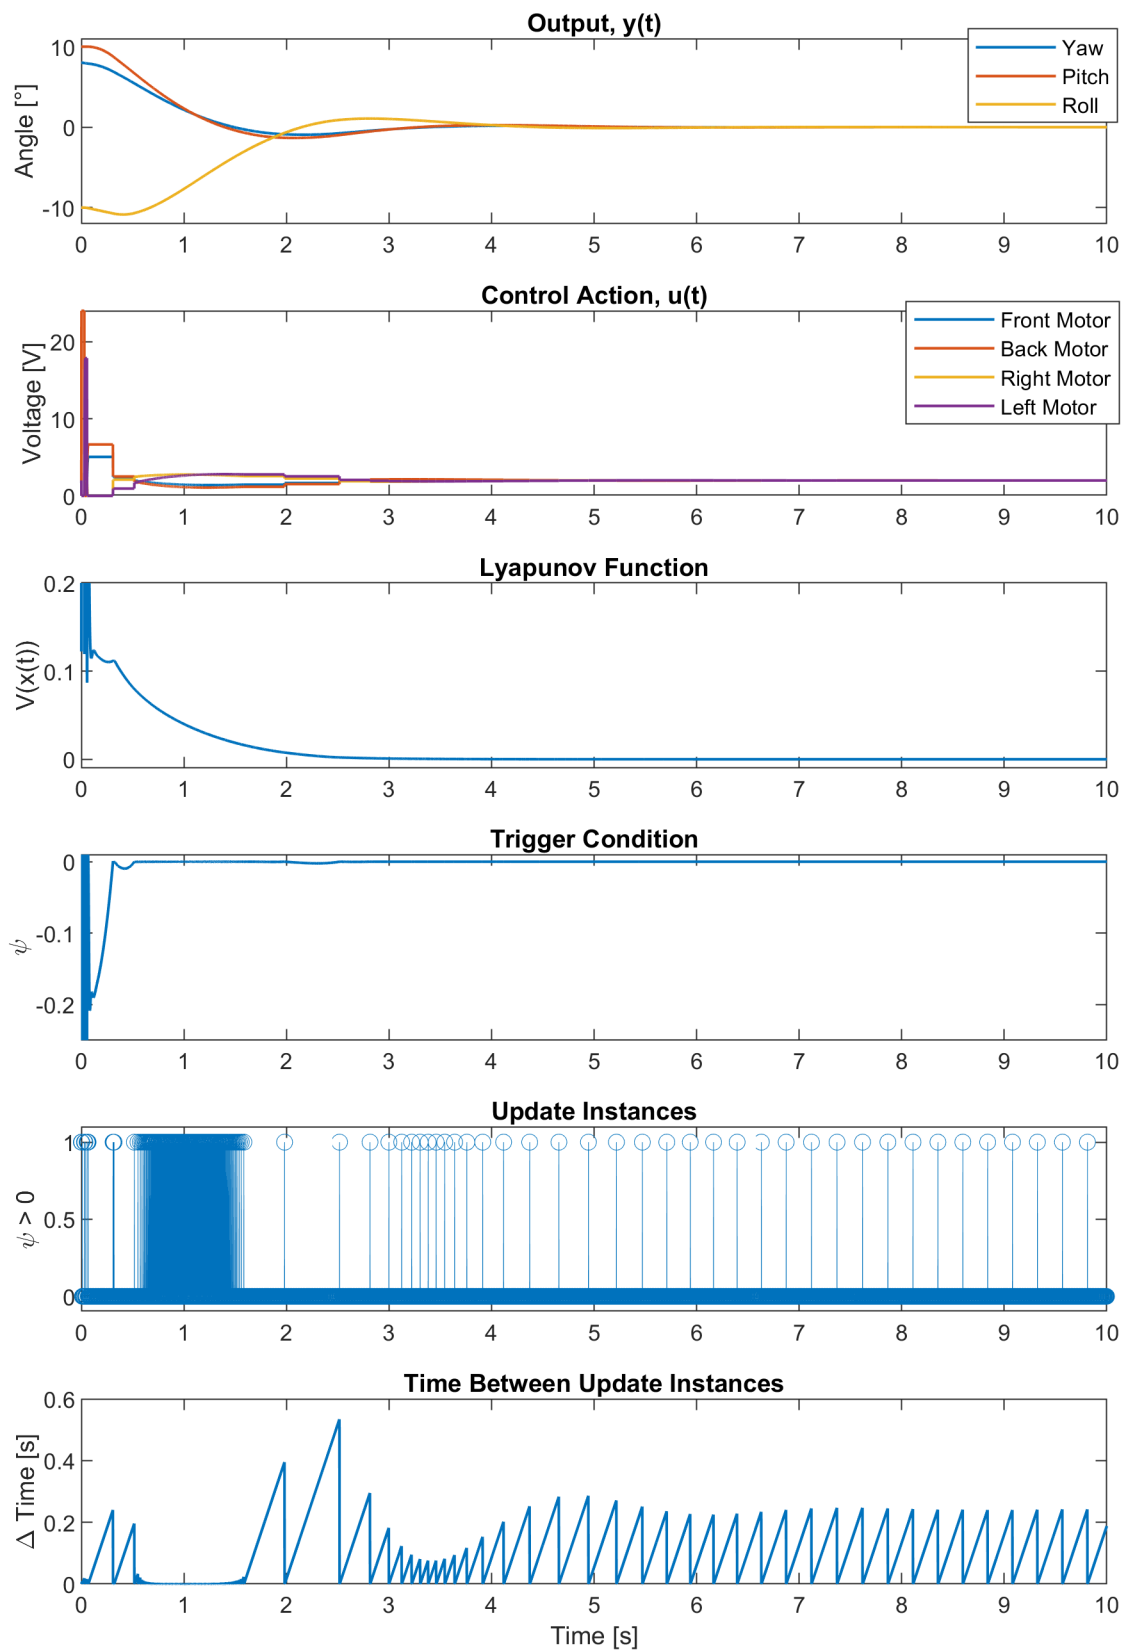 Output, y(t)
Angle [°]
10
0
-10
Yaw
Pitch
Roll
0 1 2 3 4 5 6 7 8 9 10
Control Action, u(t)
Voltage [V]
20
10
0
Front Motor
Back Motor
Right Motor
Left Motor
0 1 2 3 4 5 6 7 8 9 10
Lyapunov Function
V(x(t))
0.2
0.1
0
0 1 2 3 4 5 6 7 8 9 10
Trigger Condition
ψ
0
-0.1
-0.2
0 1 2 3 4 5 6 7 8 9 10
Update Instances
ψ > 0
1
0.5
0
0 1 2 3 4 5 6 7 8 9 10
Time Between Update Instances
Δ Time [s]
0.6
0.4
0.2
0
0 1 2 3 4 5 6 7 8 9 10
Time [s]